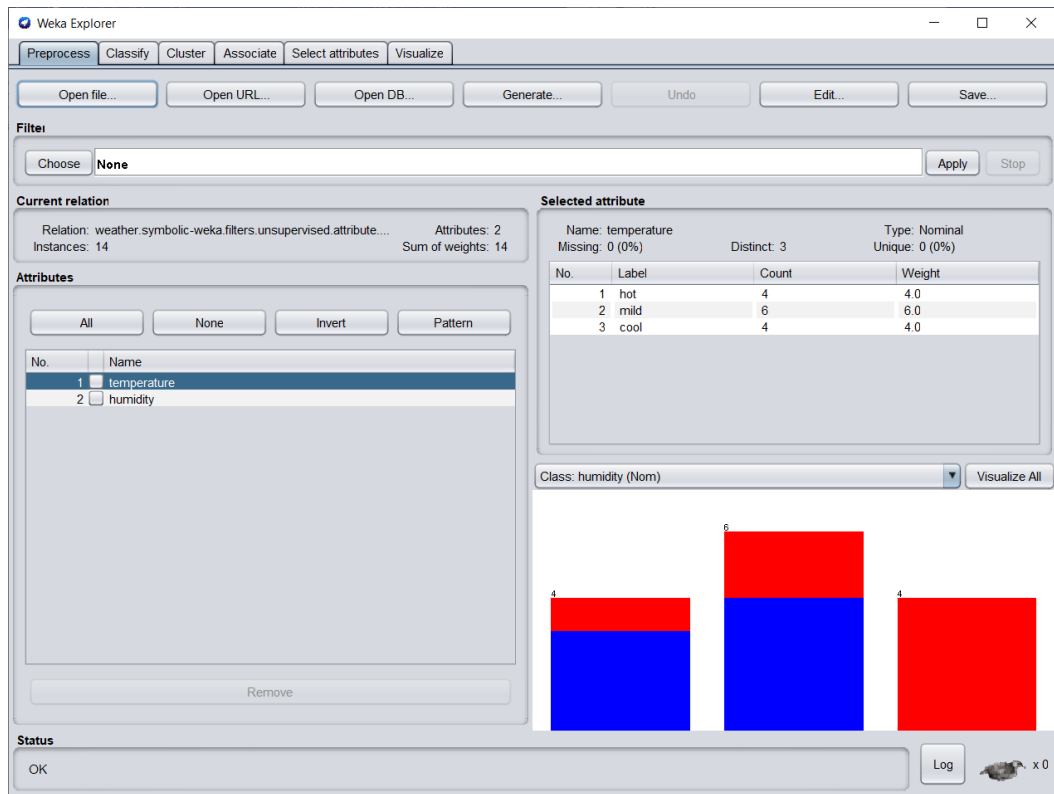 Weka Explorer
Preprocess Classify Cluster Associate Select attributes Visualize
Open file... Open URL... Open DB... Generate... Undo Edit... Save...
Filter
Choose None Apply Stop
Current relation
Relation: weather.symbolic-weka.filters.unsupervised.attribute.... Attributes: 2
Instances: 14 Sum of weights: 14
Attributes
All None Invert Pattern
No. Name
1 temperature
2 humidity
Remove
Selected attribute
Name: temperature Type: Nominal
Missing: 0 (0%) Distinct: 3 Unique: 0 (0%)
No. Label Count Weight
1 hot 4 4.0
2 mild 6 6.0
3 cool 4 4.0
Class: humidity (Nom) Visualize All
4 6 4
Status
OK Log x 0